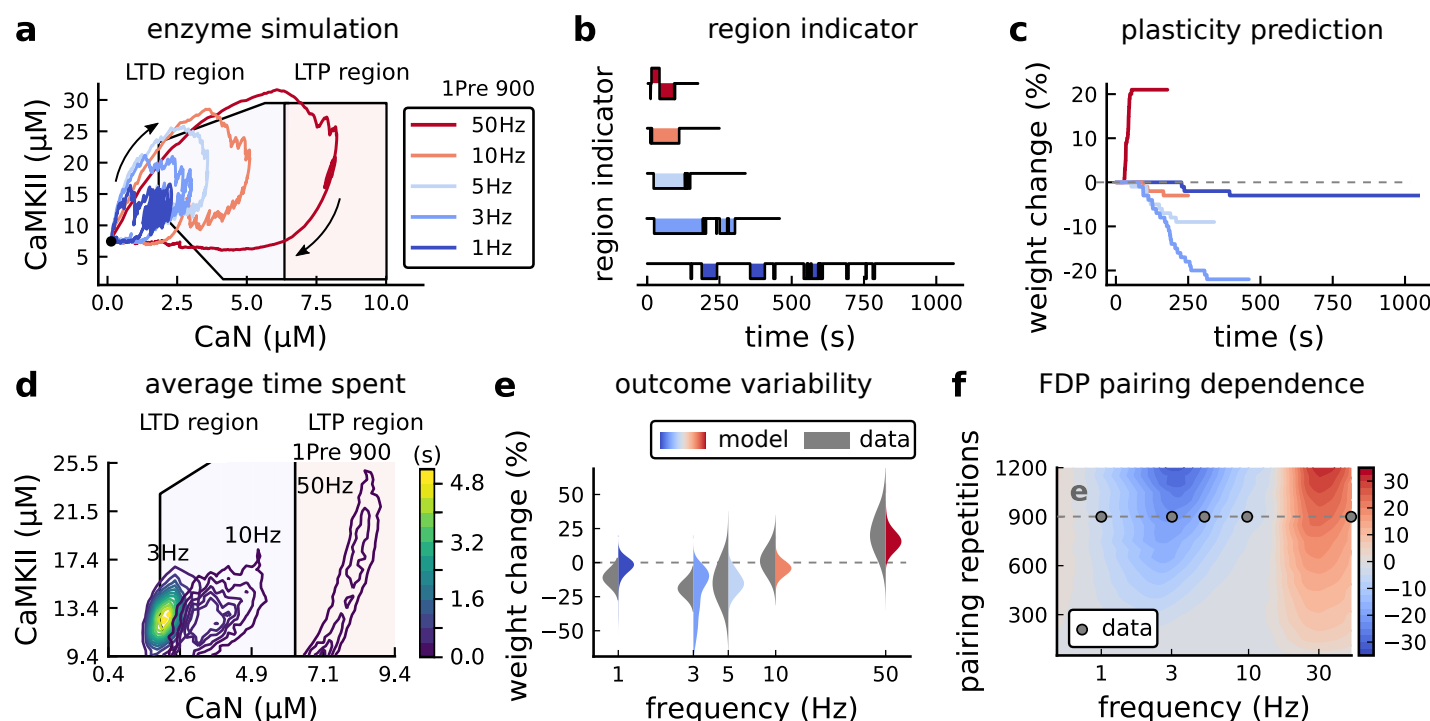 a enzyme simulation
LTD region LTP region
1Pre 900
50Hz
10Hz
5Hz
3Hz
1Hz
CaMKII (μM)
30
25
20
15
10
5
0.0 2.5 5.0 7.5 10.0
CaN (μM)
b region indicator
region indicator
0 250 500 750 1000
time (s)
c plasticity prediction
weight change (%)
20
10
0
-10
-20
0 250 500 750 1000
time (s)
d average time spent
LTD region LTP region
1Pre 900
(s)
50Hz
10Hz
3Hz
CaMKII (μM)
25.5
21.5
17.4
13.4
9.4
0.4 2.6 4.9 7.1 9.4
CaN (μM)
4.8
3.2
1.6
0.0
e outcome variability
model data
weight change (%)
50
25
0
−25
−50
1 3 5 10 50
frequency (Hz)
f FDP pairing dependence
pairing repetitions
1200
900
600
300
e
data
1 3 10 30
frequency (Hz)
30
20
10
0
−10
−20
−30